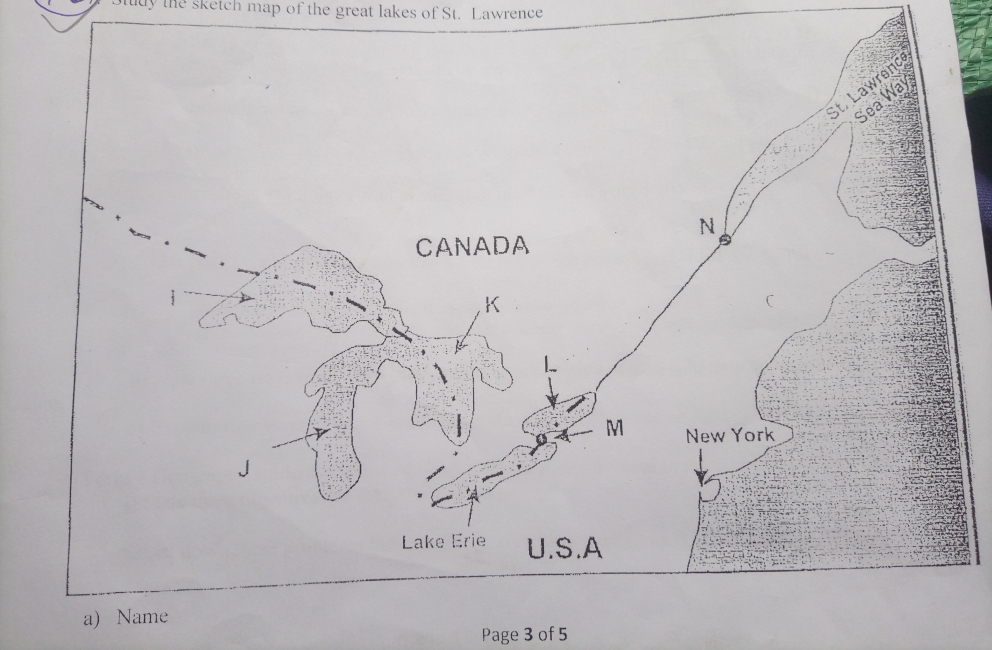 Study the sketch map of the great lakes of St. Lawrence
St. Lawrence
Sea Way
N
CANADA
I
K
L
M
New York
J
Lake Erie
U.S.A
a) Name
Page 3 of 5